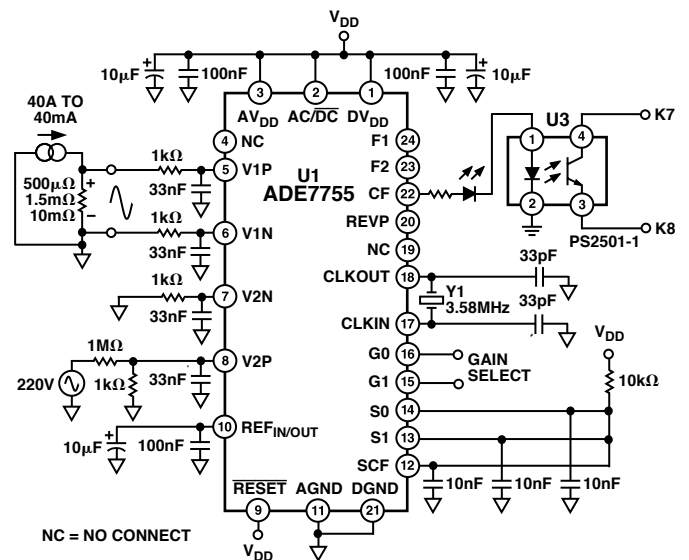 VDD
10µF
+
100nF
100nF
+
10µF
3
2
1
AVDD
AC/DC
DVDD
40A TO
40mA
4
NC
U1
ADE7755
F1
24
F2
23
1kΩ
5
V1P
33nF
500µΩ
1.5mΩ
10mΩ
+
–
CF
22
REVP
20
1
4
U3
K7
2
3
K8
PS2501-1
1kΩ
6
V1N
33nF
NC
19
CLKOUT
18
33pF
Y1
3.58MHz
33pF
1kΩ
7
V2N
33nF
CLKIN
17
VDD
1MΩ
8
V2P
220V
1kΩ
33nF
G0
16
G1
15
GAIN
SELECT
10kΩ
S0
14
10
REFIN/OUT
10µF
+
100nF
S1
13
SCF
12
10nF
10nF
10nF
RESET
AGND
DGND
9
11
21
VDD
NC = NO CONNECT